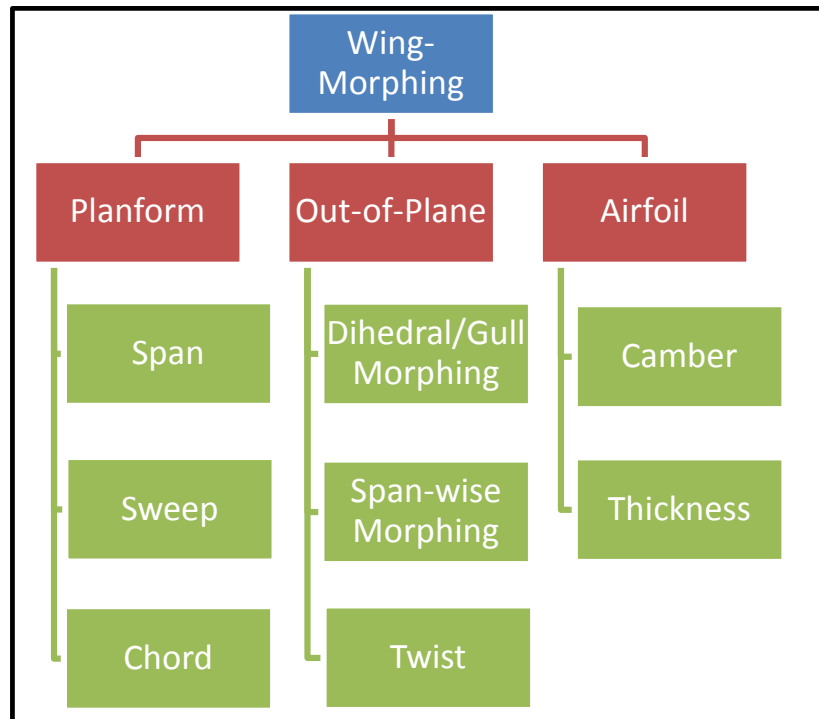 Wing-
Morphing
Planform
Out-of-Plane
Airfoil
Span
Dihedral/Gull
Morphing
Camber
Sweep
Span-wise
Morphing
Thickness
Chord
Twist